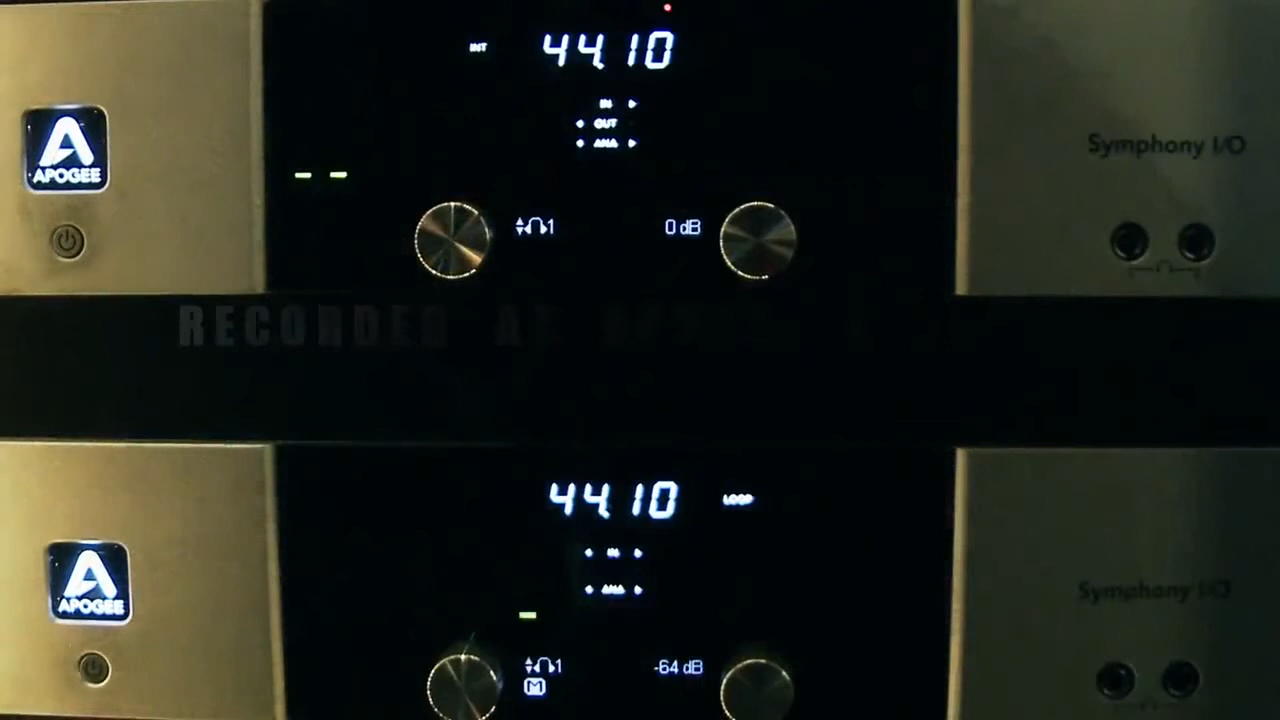 INT
44.10
IN
OUT
ANA
APOGEE
Symphony I/O
1
0 dB
RECORDED AT
44.10
LOOP
IN
ANA
APOGEE
Symphony I/O
1
-64 dB
M